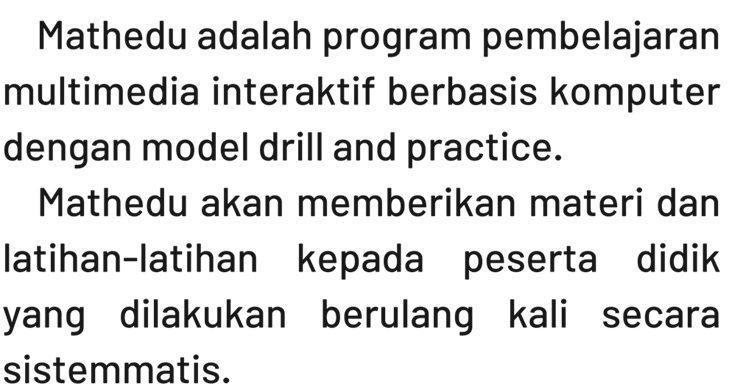 Mathedu adalah program pembelajaran
multimedia interaktif berbasis komputer
dengan model drill and practice.
Mathedu akan memberikan materi dan
latihan-latihan kepada peserta didik
yang dilakukan berulang kali secara
sistemmatis.